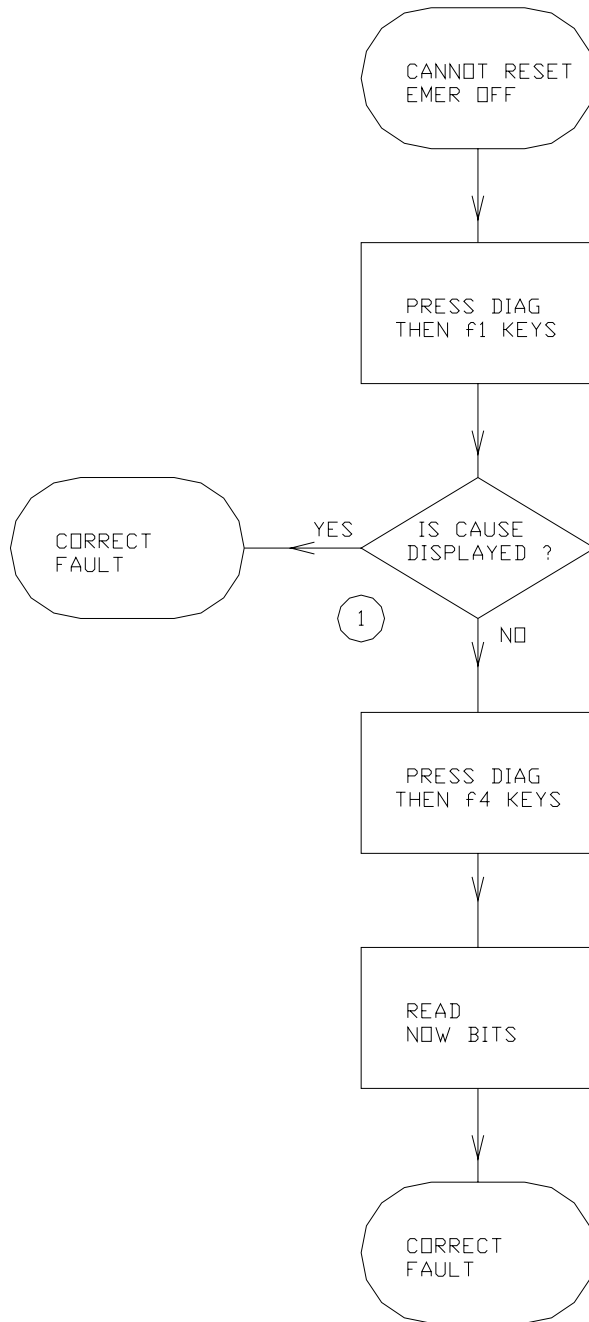 CANNOT RESET
EMER OFF
PRESS DIAG
THEN f1 KEYS
IS CAUSE
DISPLAYED ?
YES
CORRECT
FAULT
1
NO
PRESS DIAG
THEN f4 KEYS
READ
NOW BITS
CORRECT
FAULT